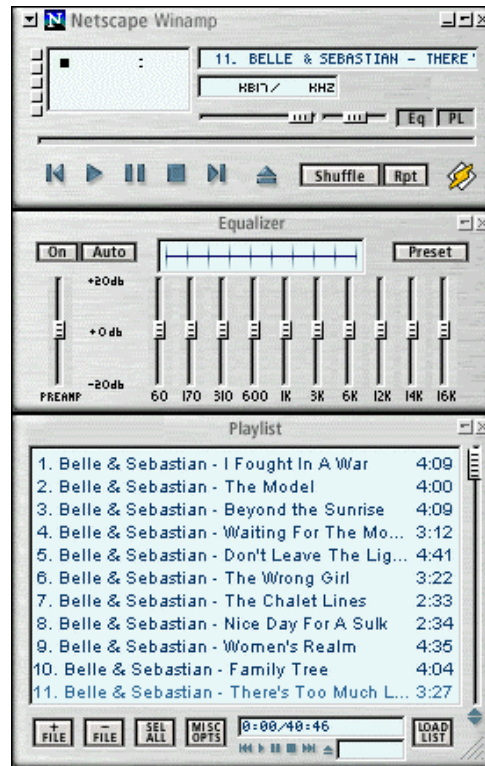 N Netscape Winamp
11. BELLE & SEBASTIAN - THERE'
KBIT/ KHZ
Eq PL
Shuffle Rpt
Equalizer
On Auto Preset
+20db
+0db
-20db
PREAMP 60 170 310 600 1K 3K 6K 12K 14K 16K
Playlist
1. Belle & Sebastian - I Fought In A War 4:09
2. Belle & Sebastian - The Model 4:00
3. Belle & Sebastian - Beyond the Sunrise 4:09
4. Belle & Sebastian - Waiting For The Mo... 3:12
5. Belle & Sebastian - Don't Leave The Lig... 4:41
6. Belle & Sebastian - The Wrong Girl 3:22
7. Belle & Sebastian - The Chalet Lines 2:33
8. Belle & Sebastian - Nice Day For A Sulk 2:34
9. Belle & Sebastian - Women's Realm 4:35
10. Belle & Sebastian - Family Tree 4:04
11. Belle & Sebastian - There's Too Much L... 3:27
+ FILE - FILE SEL ALL MISC OPTS 0:00/40:46 LOAD LIST